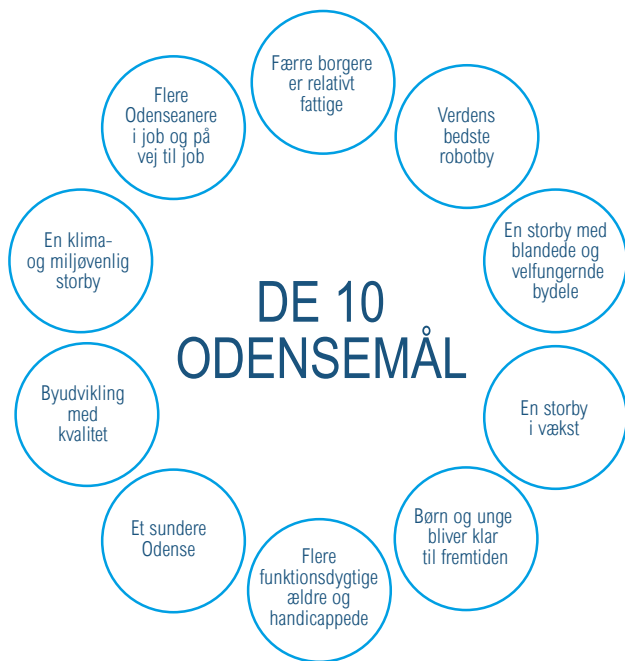 Færre borgere
er relativt
fattige
Verdens
bedste
robotby
En storby med
blandede og
velfungernde
bydele
En storby
i vækst
Børn og unge
bliver klar
til fremtiden
Flere
funktionsdygtige
ældre og
handicappede
Et sundere
Odense
Byudvikling
med
kvalitet
En klima-
og miljøvenlig
storby
Flere
Odenseanere
i job og på
vej til job
DE 10
ODENSEMÅL